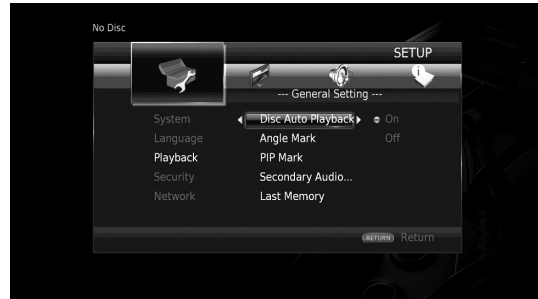 No Disc
SETUP
--- General Setting ---
System Disc Auto Playback On
Language Angle Mark Off
Playback PIP Mark
Security Secondary Audio...
Network Last Memory
RETURN Return